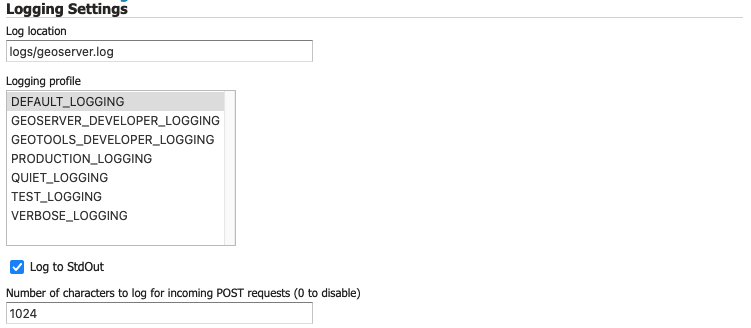 Logging Settings
Log location
logs/geoserver.log
Logging profile
DEFAULT_LOGGING
GEOSERVER_DEVELOPER_LOGGING
GEOTOOLS_DEVELOPER_LOGGING
PRODUCTION_LOGGING
QUIET_LOGGING
TEST_LOGGING
VERBOSE_LOGGING
Log to StdOut
Number of characters to log for incoming POST requests (0 to disable)
1024